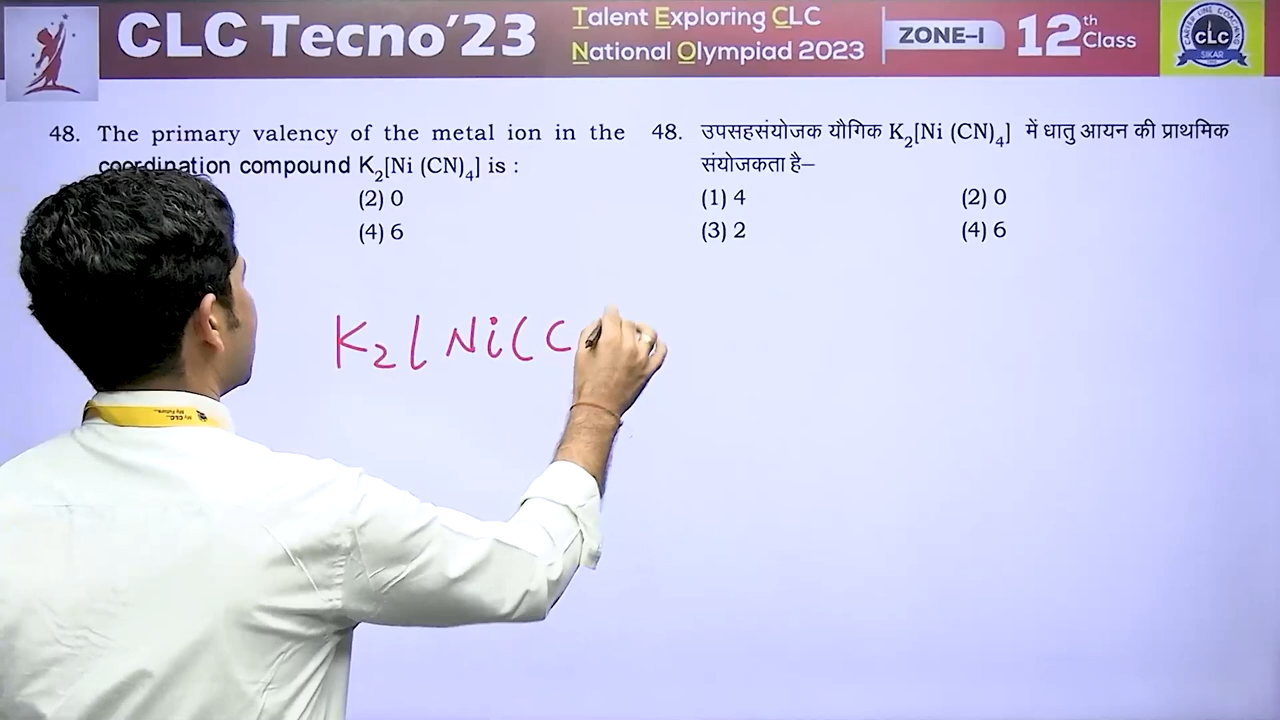 CLC Tecno'23
Talent Exploring CLC
National Olympiad 2023
ZONE–I
12th Class
CLC
SIKAR
48. The primary valency of the metal ion in the
coordination compound K₂[Ni (CN)₄] is :
(2) 0
(4) 6
48. उपसहसंयोजक यौगिक K₂[Ni (CN)₄] में धातु आयन की प्राथमिक
संयोजकता है–
(1) 4 (2) 0
(3) 2 (4) 6
K₂[Ni(C